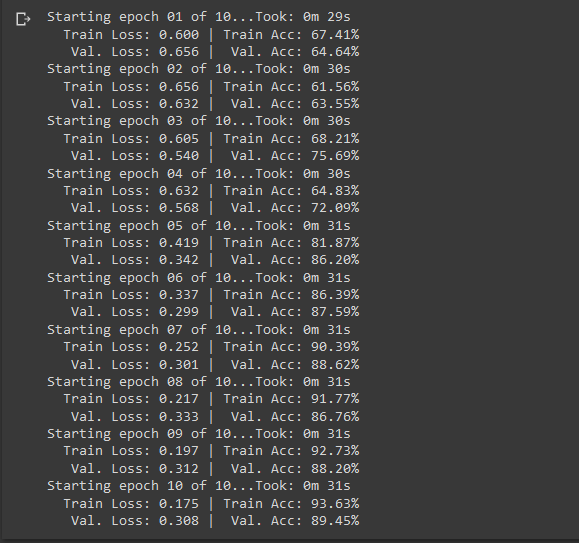 Starting epoch 01 of 10...Took: 0m 29s
Train Loss: 0.600 | Train Acc: 67.41%
Val. Loss: 0.656 | Val. Acc: 64.64%
Starting epoch 02 of 10...Took: 0m 30s
Train Loss: 0.656 | Train Acc: 61.56%
Val. Loss: 0.632 | Val. Acc: 63.55%
Starting epoch 03 of 10...Took: 0m 30s
Train Loss: 0.605 | Train Acc: 68.21%
Val. Loss: 0.540 | Val. Acc: 75.69%
Starting epoch 04 of 10...Took: 0m 30s
Train Loss: 0.632 | Train Acc: 64.83%
Val. Loss: 0.568 | Val. Acc: 72.09%
Starting epoch 05 of 10...Took: 0m 31s
Train Loss: 0.419 | Train Acc: 81.87%
Val. Loss: 0.342 | Val. Acc: 86.20%
Starting epoch 06 of 10...Took: 0m 31s
Train Loss: 0.337 | Train Acc: 86.39%
Val. Loss: 0.299 | Val. Acc: 87.59%
Starting epoch 07 of 10...Took: 0m 31s
Train Loss: 0.252 | Train Acc: 90.39%
Val. Loss: 0.301 | Val. Acc: 88.62%
Starting epoch 08 of 10...Took: 0m 31s
Train Loss: 0.217 | Train Acc: 91.77%
Val. Loss: 0.333 | Val. Acc: 86.76%
Starting epoch 09 of 10...Took: 0m 31s
Train Loss: 0.197 | Train Acc: 92.73%
Val. Loss: 0.312 | Val. Acc: 88.20%
Starting epoch 10 of 10...Took: 0m 31s
Train Loss: 0.175 | Train Acc: 93.63%
Val. Loss: 0.308 | Val. Acc: 89.45%